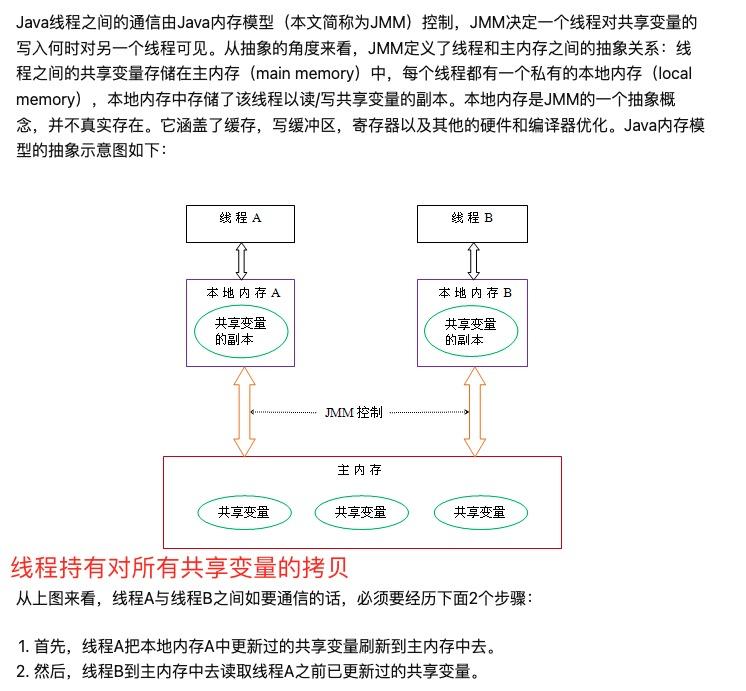 Java线程之间的通信由Java内存模型（本文简称为JMM）控制，JMM决定一个线程对共享变量的
写入何时对另一个线程可见。从抽象的角度来看，JMM定义了线程和主内存之间的抽象关系：线
程之间的共享变量存储在主内存（main memory）中，每个线程都有一个私有的本地内存（local
memory），本地内存中存储了该线程以读/写共享变量的副本。本地内存是JMM的一个抽象概
念，并不真实存在。它涵盖了缓存，写缓冲区，寄存器以及其他的硬件和编译器优化。Java内存模
型的抽象示意图如下：
线程A
线程B
本地内存A
本地内存B
共享变量
的副本
共享变量
的副本
JMM控制
主内存
共享变量
共享变量
共享变量
线程持有对所有共享变量的拷贝
从上图来看，线程A与线程B之间如要通信的话，必须要经历下面2个步骤：
1. 首先，线程A把本地内存A中更新过的共享变量刷新到主内存中去。
2. 然后，线程B到主内存中去读取线程A之前已更新过的共享变量。